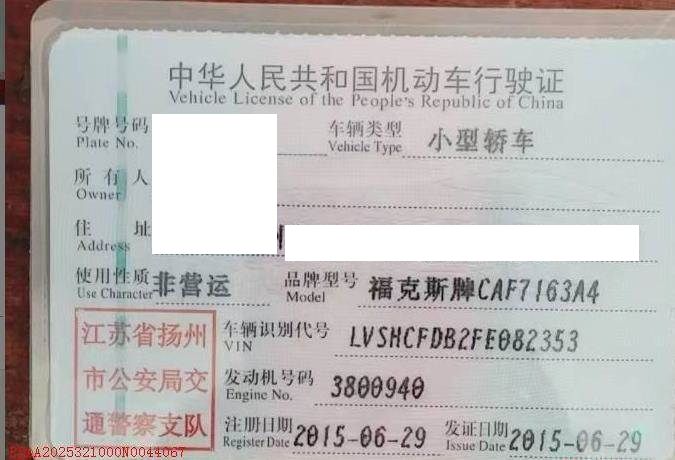 中华人民共和国机动车行驶证
Vehicle License of the People's Republic of China
号牌号码 车辆类型 小型轿车
Plate No. Vehicle Type
所有人
Owner
住址
Address
使用性质 非营运 品牌型号 福克斯牌CAF7163A4
Use Character Model
江苏省扬州 车辆识别代号 LVSHCFDB2FE082353
VIN
市公安局交 发动机号码 3800940
Engine No.
通警察支队 注册日期 2015-06-29 发证日期 2015-06-29
Register Date Issue Date
AA2025321000N0044067